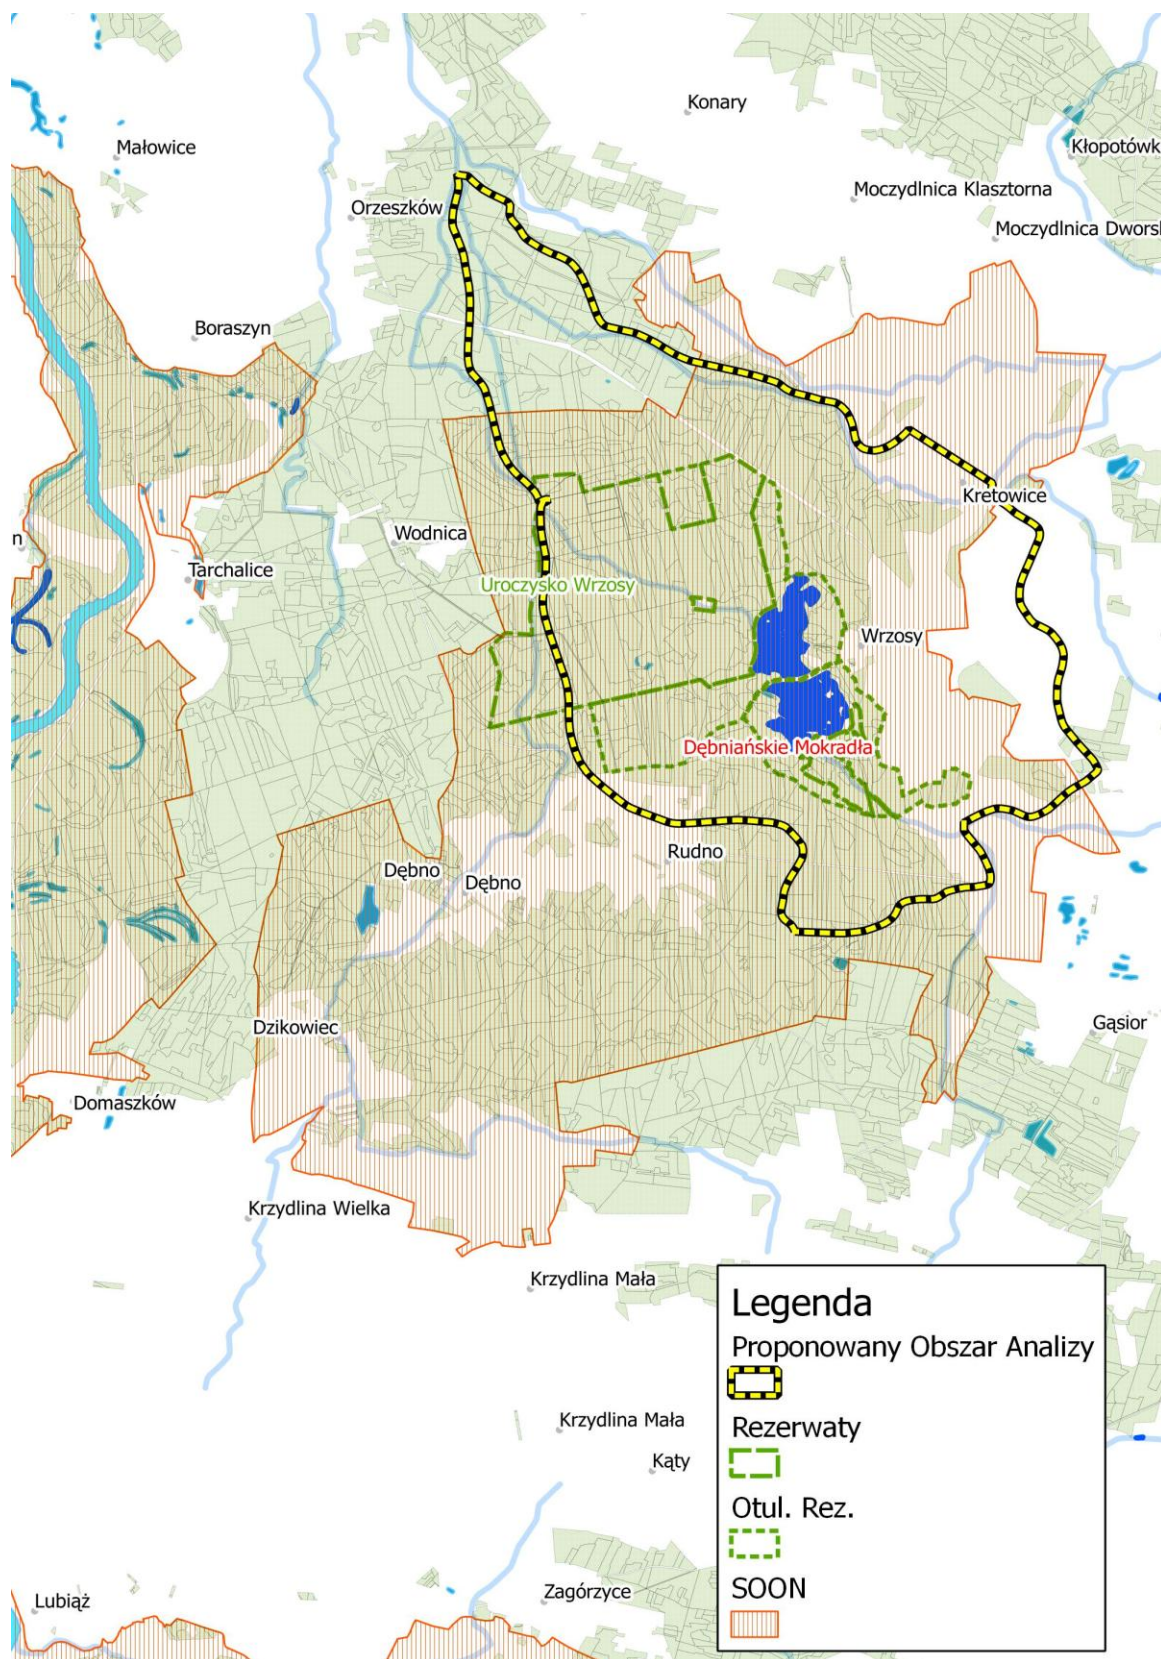 Konary
Małowice
Kłopotówk
Moczydlnica Klasztorna
Orzeszków
Moczydlnica Dworsk
Boraszyn
Kretowice
Wodnica
n
Tarchalice
Uroczysko Wrzosy
Wrzosy
Dębniańskie Mokradła
Rudno
Dębno
Dębno
Gąsior
Dzikowiec
Domaszków
Krzydlina Wielka
Krzydlina Mała
Legenda
Proponowany Obszar Analizy
Rezerwaty
Otul. Rez.
SOON
Krzydlina Mała
Kąty
Zagórzyce
Lubiąż